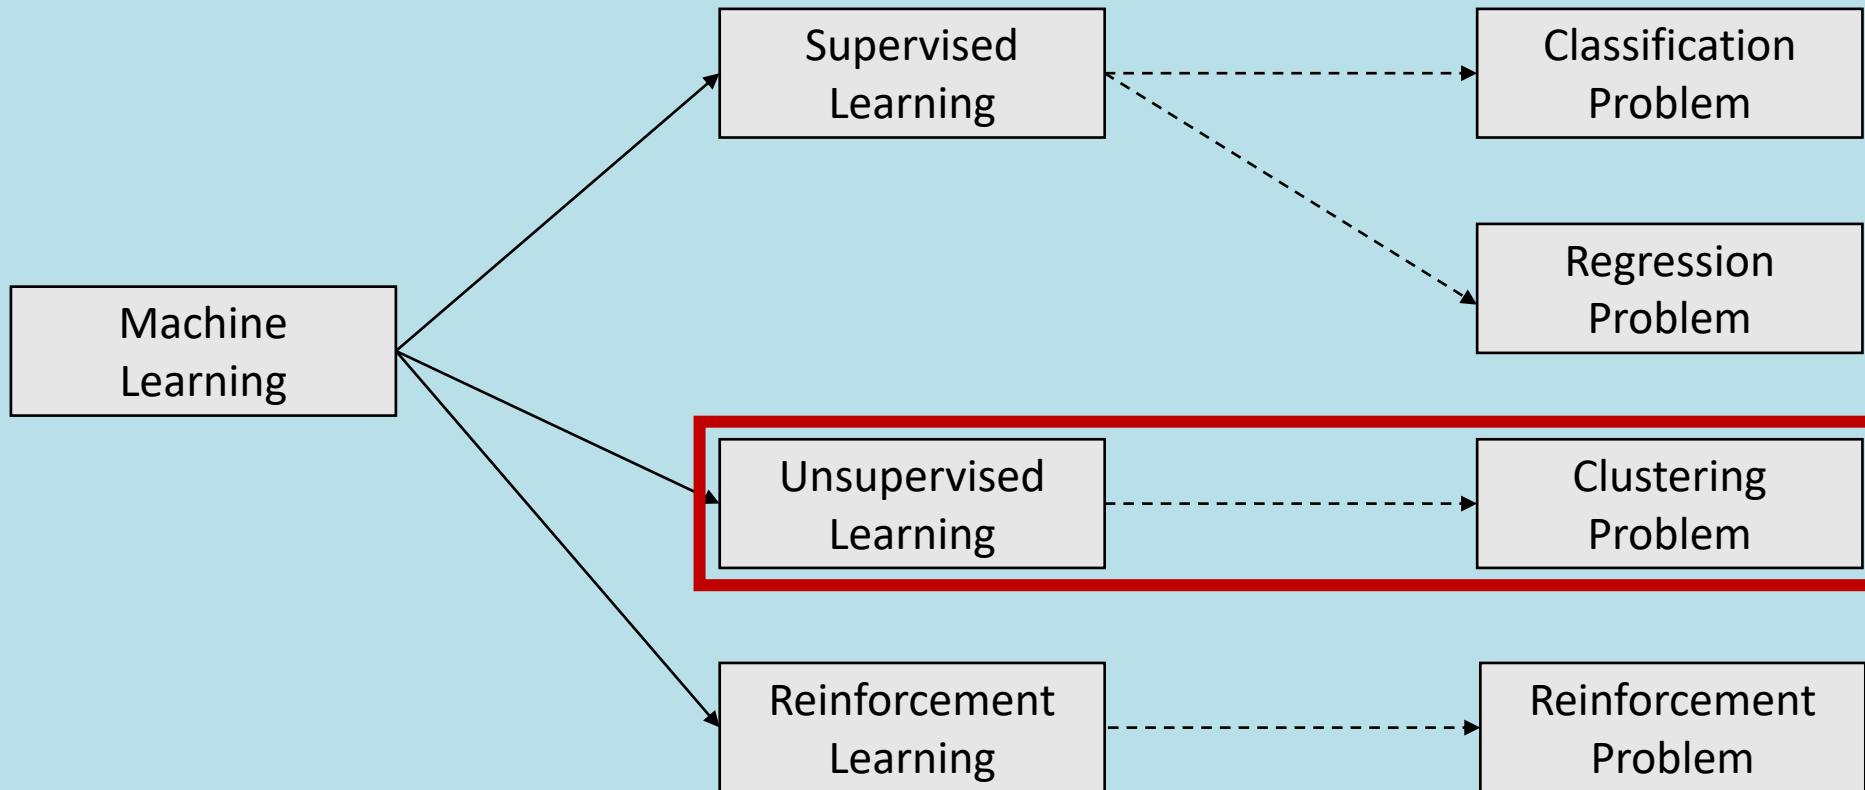 Supervised
Learning
Classification
Problem
Regression
Problem
Machine
Learning
Unsupervised
Learning
Clustering
Problem
Reinforcement
Learning
Reinforcement
Problem